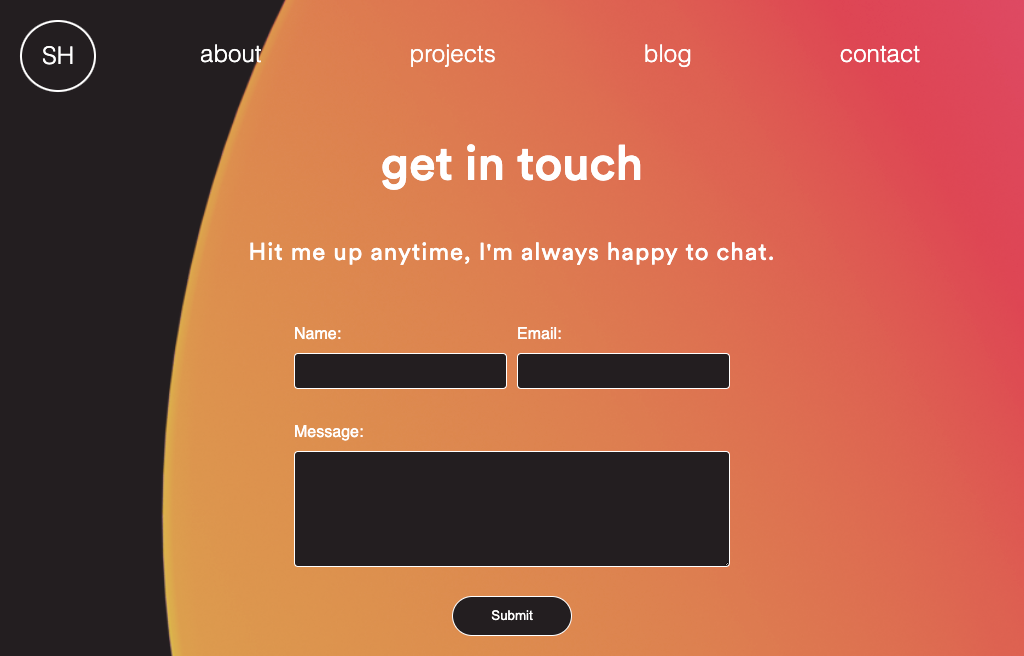 SH about projects blog contact
get in touch
Hit me up anytime, I'm always happy to chat.
Name: Email:
Message:
Submit